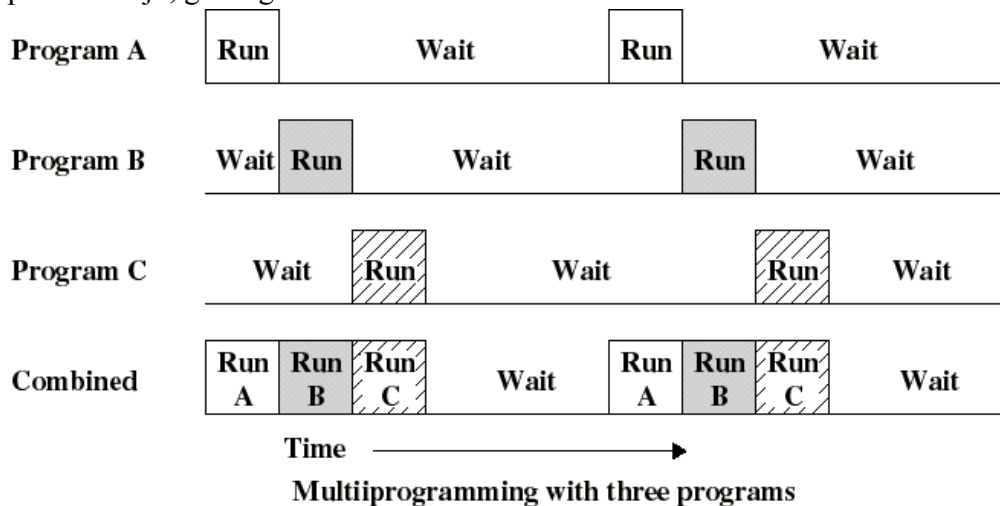 Program A Run Wait Run Wait
Program B Wait Run Wait Run Wait
Program C Wait Run Wait Run Wait
Combined Run A Run B Run C Wait Run A Run B Run C Wait
Time
Multiiprogramming with three programs